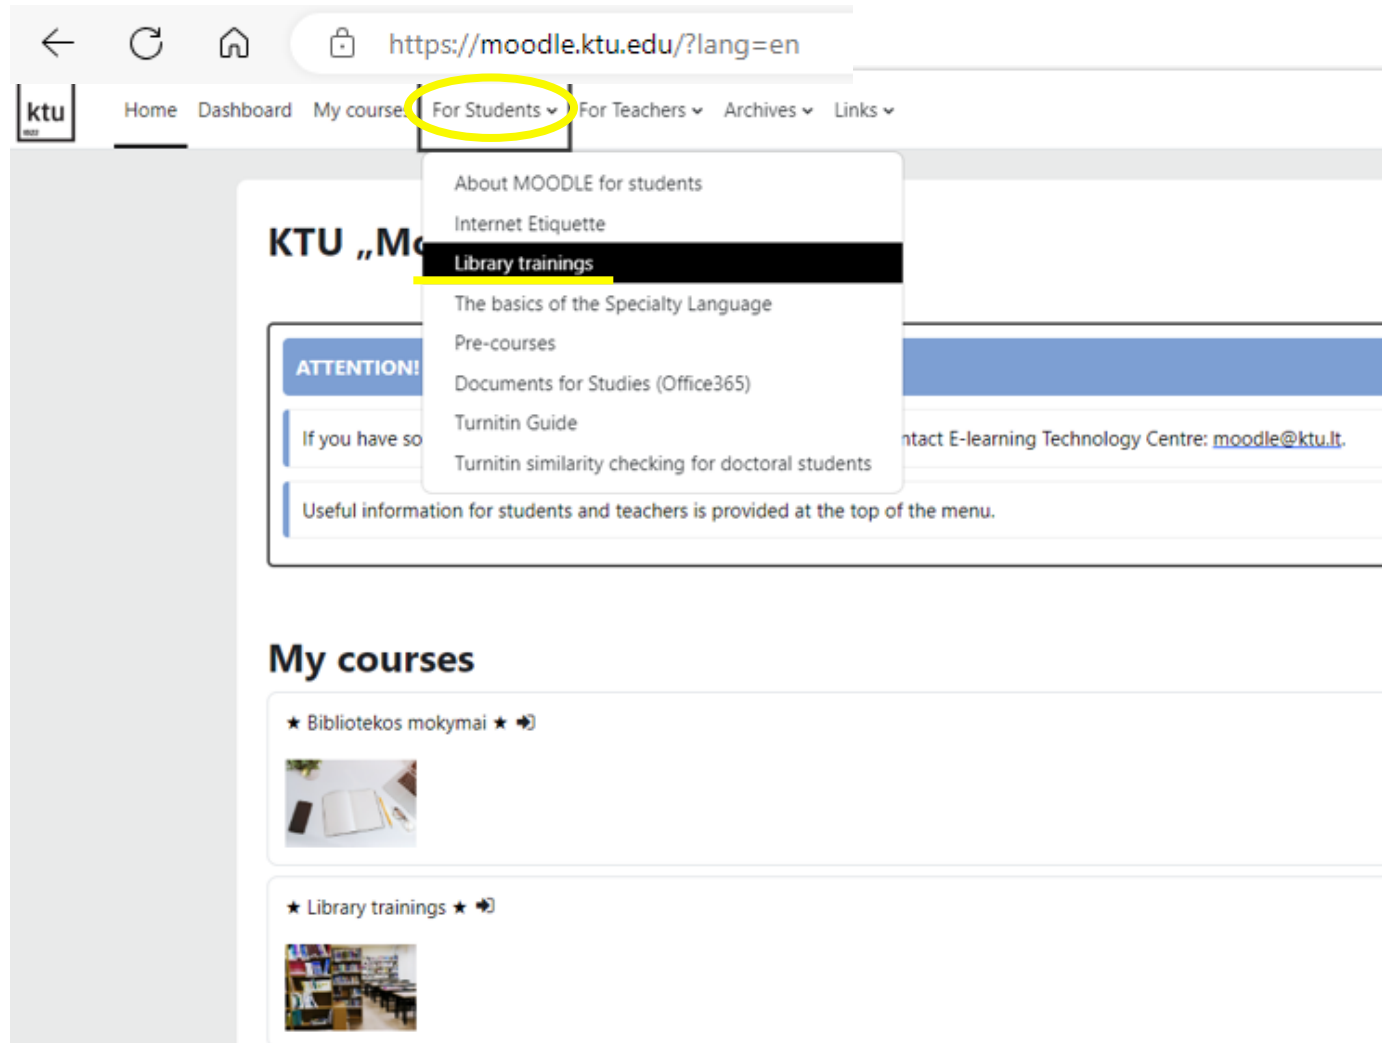 https://moodle.ktu.edu/?lang=en
ktu
1922
Home Dashboard My courses For Students For Teachers Archives Links
About MOODLE for students
Internet Etiquette
Library trainings
The basics of the Specialty Language
Pre-courses
Documents for Studies (Office365)
Turnitin Guide
Turnitin similarity checking for doctoral students
KTU „Mo
ATTENTION!
If you have so ntact E-learning Technology Centre: moodle@ktu.lt.
Useful information for students and teachers is provided at the top of the menu.
My courses
★ Bibliotekos mokymai ★
★ Library trainings ★